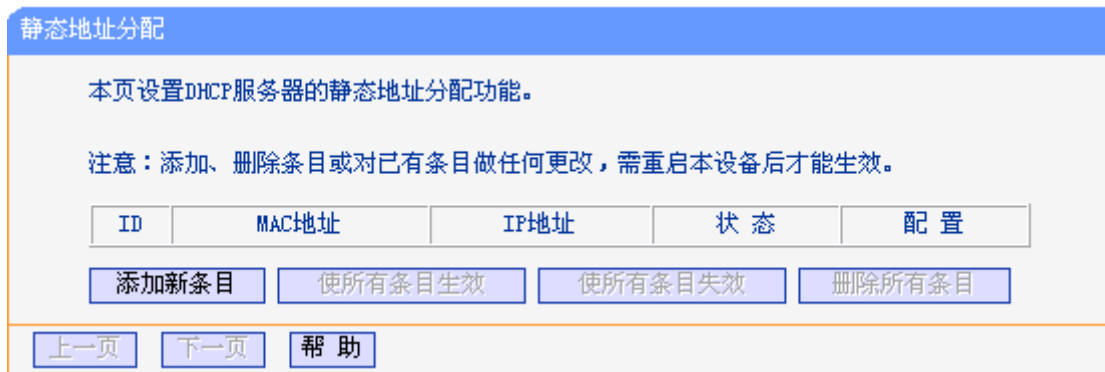 静态地址分配
本页设置DHCP服务器的静态地址分配功能。
注意：添加、删除条目或对已有条目做任何更改，需重启本设备后才能生效。
ID MAC地址 IP地址 状 态 配 置
添加新条目 使所有条目生效 使所有条目失效 删除所有条目
上一页 下一页 帮 助